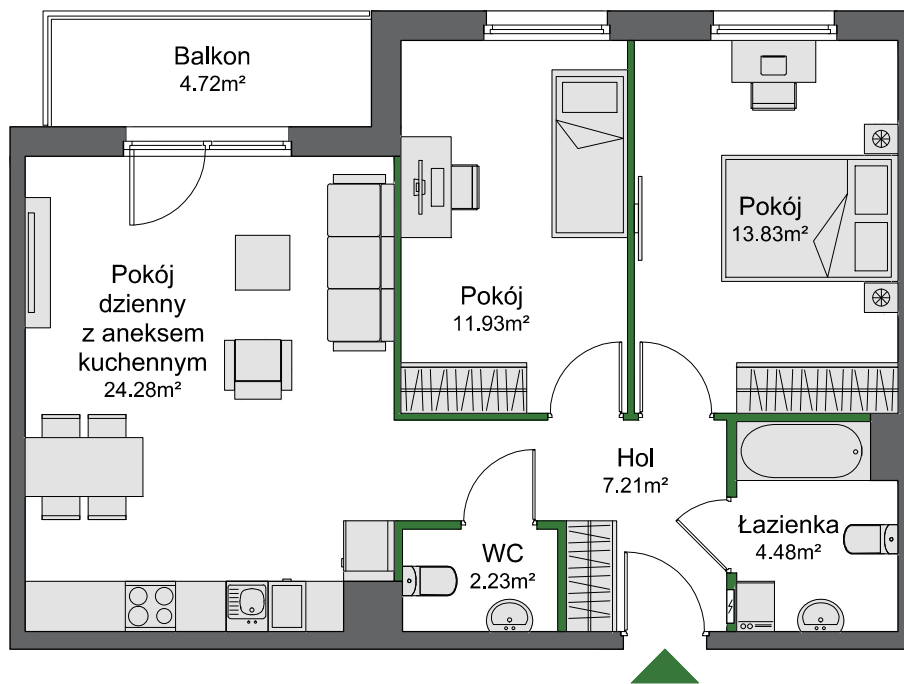 Balkon
4.72m²
Pokój
dzienny
z aneksem
kuchennym
24.28m²
Pokój
11.93m²
Pokój
13.83m²
Hol
7.21m²
WC
2.23m²
Łazienka
4.48m²